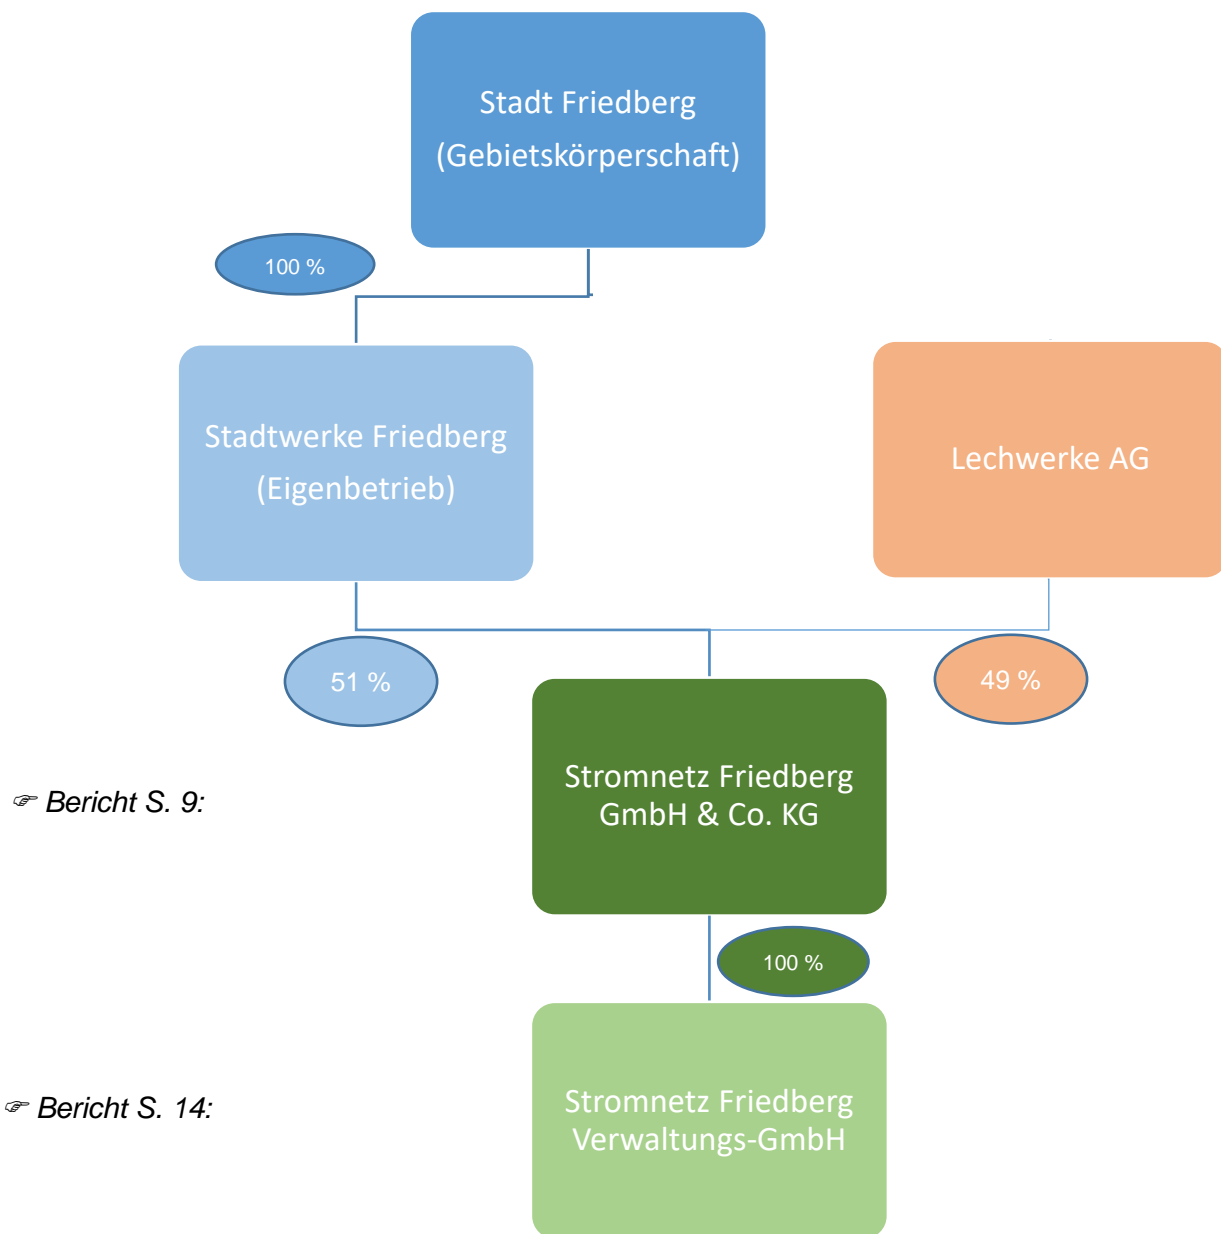 Stadt Friedberg
(Gebietskörperschaft)
100 %
Stadtwerke Friedberg
(Eigenbetrieb)
Lechwerke AG
51 %
49 %
☞ Bericht S. 9:
Stromnetz Friedberg
GmbH & Co. KG
100 %
☞ Bericht S. 14:
Stromnetz Friedberg
Verwaltungs-GmbH